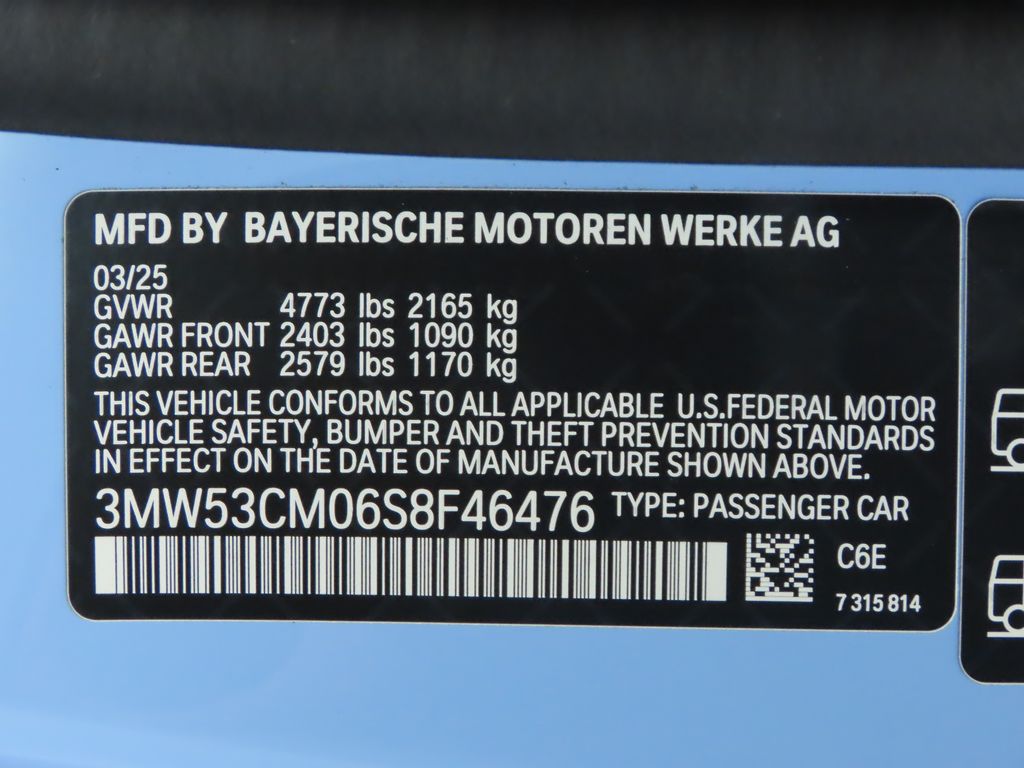 MFD BY BAYERISCHE MOTOREN WERKE AG
03/25
GVWR 4773 lbs 2165 kg
GAWR FRONT 2403 lbs 1090 kg
GAWR REAR 2579 lbs 1170 kg
THIS VEHICLE CONFORMS TO ALL APPLICABLE U.S.FEDERAL MOTOR
VEHICLE SAFETY, BUMPER AND THEFT PREVENTION STANDARDS
IN EFFECT ON THE DATE OF MANUFACTURE SHOWN ABOVE.
3MW53CM06S8F46476 TYPE: PASSENGER CAR
C6E
7 315 814